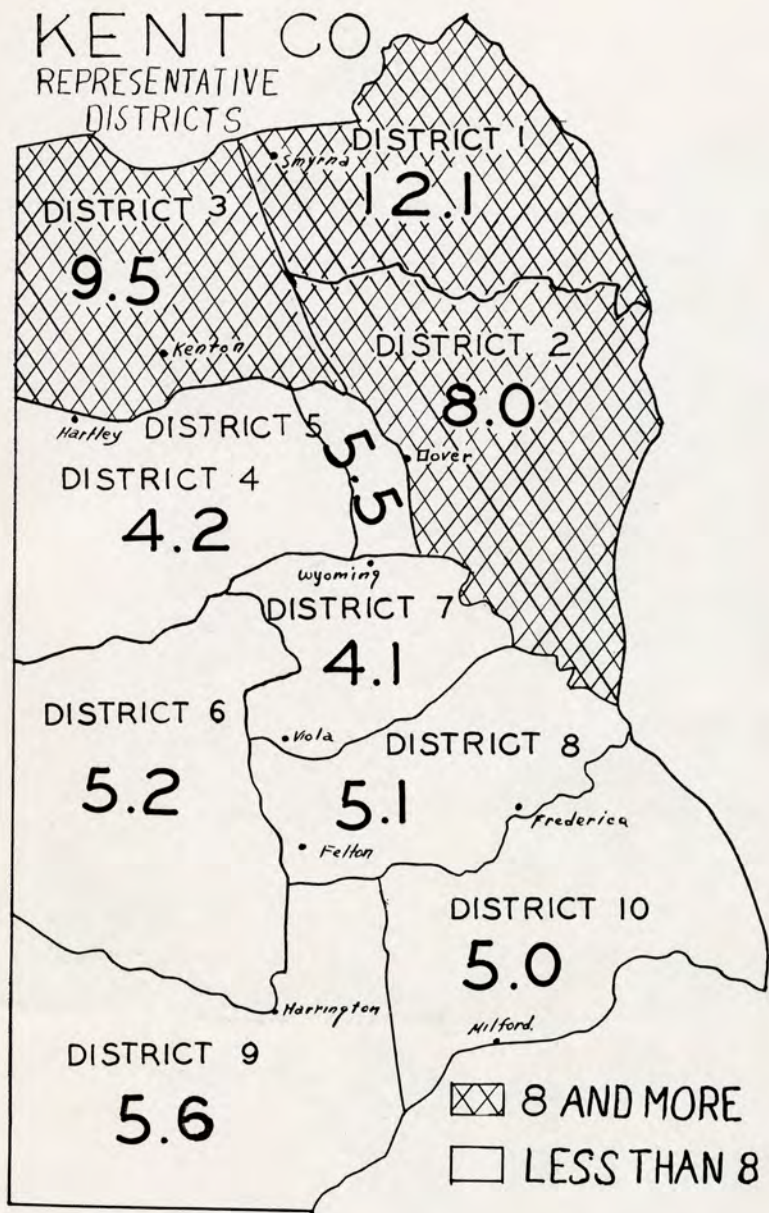 KENT CO
REPRESENTATIVE
DISTRICTS
DISTRICT 1
Smyrna
12.1
DISTRICT 3
9.5
Kenton
DISTRICT 2
8.0
Dover
Hartley
DISTRICT 5
5.5
DISTRICT 4
4.2
Wyoming
DISTRICT 7
4.1
Viola
DISTRICT 6
5.2
DISTRICT 8
5.1
Felton
Frederica
DISTRICT 10
5.0
Harrington
Milford.
DISTRICT 9
5.6
8 AND MORE
LESS THAN 8